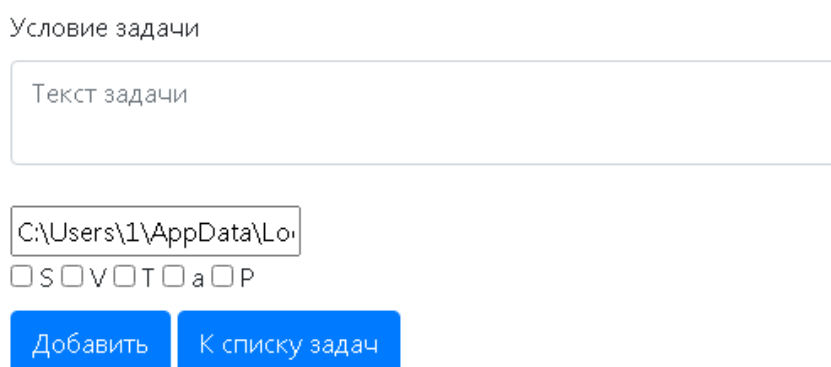 Условие задачи
Текст задачи
C:\Users\1\AppData\Lo
S V T a P
Добавить К списку задач